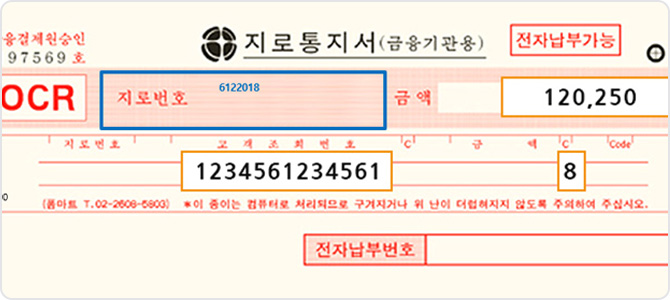 융결제원승인
97569 호
지로통지서(금융기관용)
전자납부가능
OCR
지로번호 6122018
금액 120,250
지로번호 고객조회번호 C 금 액 C Code
1234561234561 8
(폼마트 T.02-2608-5803) *이 종이는 컴퓨터로 처리되므로 구겨지거나 위 난이 더럽혀지지 않도록 주의하여 주십시오.
전자납부번호